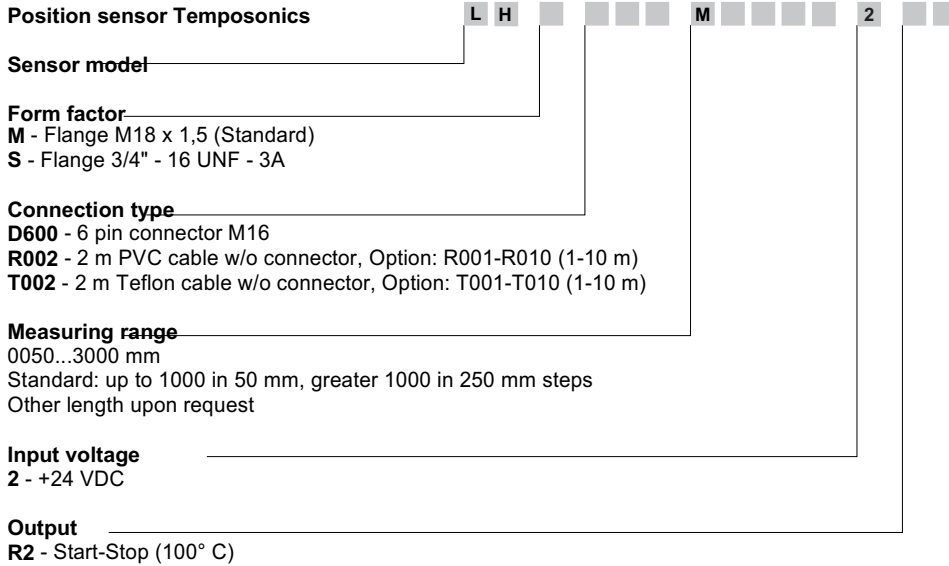 Position sensor Temposonics L H M 2
Sensor model
Form factor
M - Flange M18 x 1,5 (Standard)
S - Flange 3/4" - 16 UNF - 3A
Connection type
D600 - 6 pin connector M16
R002 - 2 m PVC cable w/o connector, Option: R001-R010 (1-10 m)
T002 - 2 m Teflon cable w/o connector, Option: T001-T010 (1-10 m)
Measuring range
0050...3000 mm
Standard: up to 1000 in 50 mm, greater 1000 in 250 mm steps
Other length upon request
Input voltage
2 - +24 VDC
Output
R2 - Start-Stop (100° C)